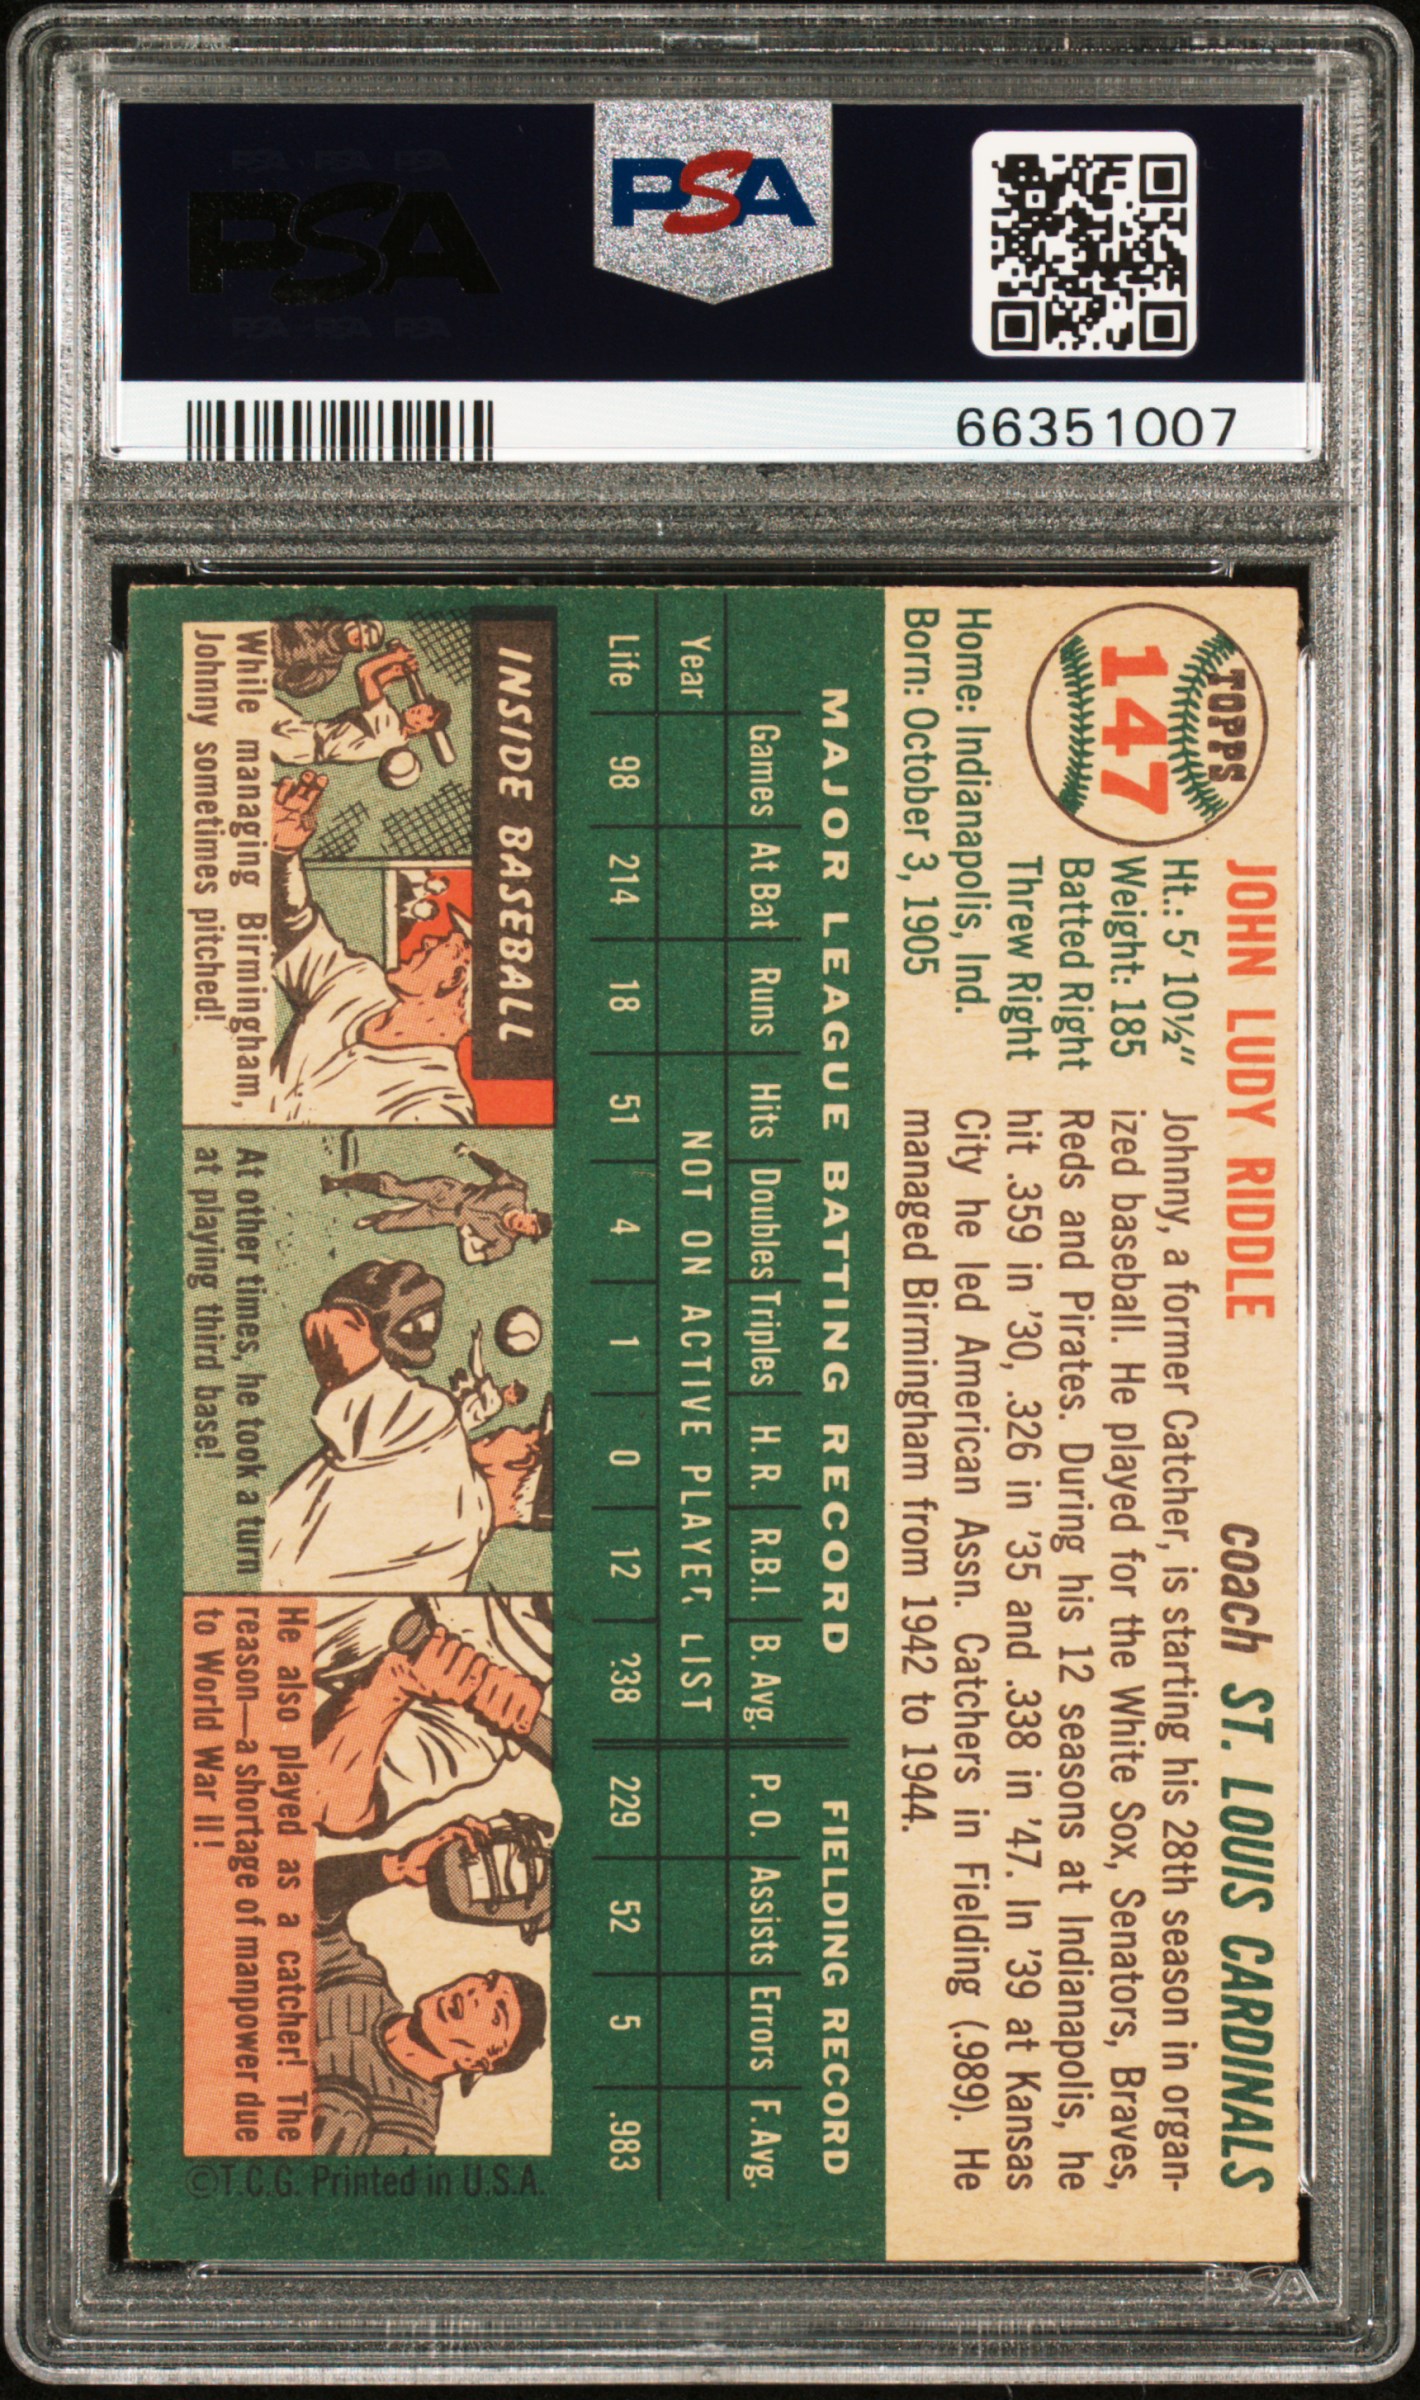 PSA
PSA
66351007
TOPPS
147
JOHN LUDY RIDDLE
coach ST. LOUIS CARDINALS
Ht.: 5' 10½"
Weight: 185
Batted Right
Threw Right
Home: Indianapolis, Ind.
Born: October 3, 1905
Johnny, a former Catcher, is starting his 28th season in organ-
ized baseball. He played for the White Sox, Senators, Braves,
Reds and Pirates. During his 12 seasons at Indianapolis, he
hit .359 in '30, .326 in '35 and .338 in '47. In '39 at Kansas
City he led American Assn. Catchers in Fielding (.989). He
managed Birmingham from 1942 to 1944.
MAJOR LEAGUE BATTING RECORD FIELDING RECORD
Games At Bat Runs Hits Doubles Triples H.R. R.B.I. B. Avg. P.O. Assists Errors F.Avg.
Year NOT ON ACTIVE PLAYER LIST
Life 98 214 18 51 4 1 0 12 .238 229 52 5 .983
INSIDE BASEBALL
While managing Birmingham,
Johnny sometimes pitched!
At other times, he took a turn
at playing third base!
He also played as a catcher! The
reason—a shortage of manpower due
to World War II!
©T.C.G. Printed in U.S.A.
PSA